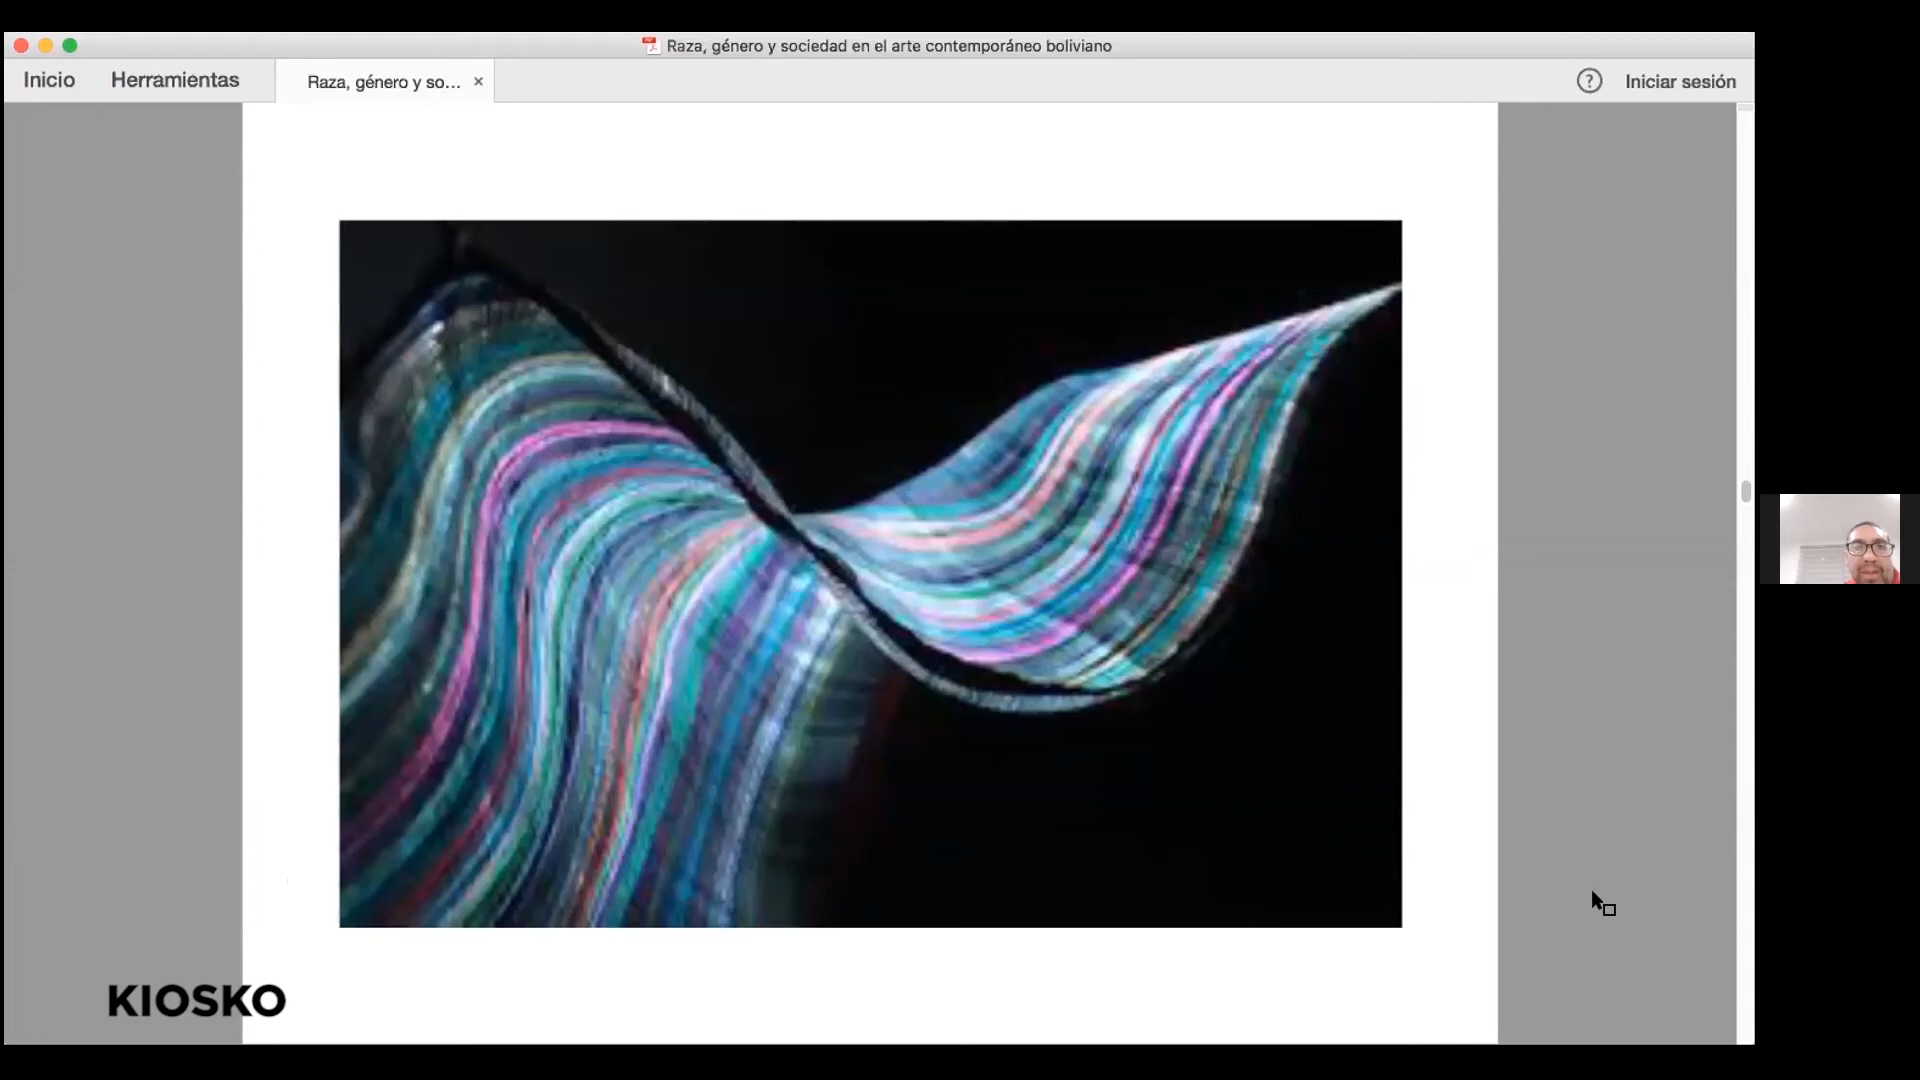 Raza, género y sociedad en el arte contemporáneo boliviano
Inicio
Herramientas
Raza, género y so... ×
?
Iniciar sesión
KIOSKO